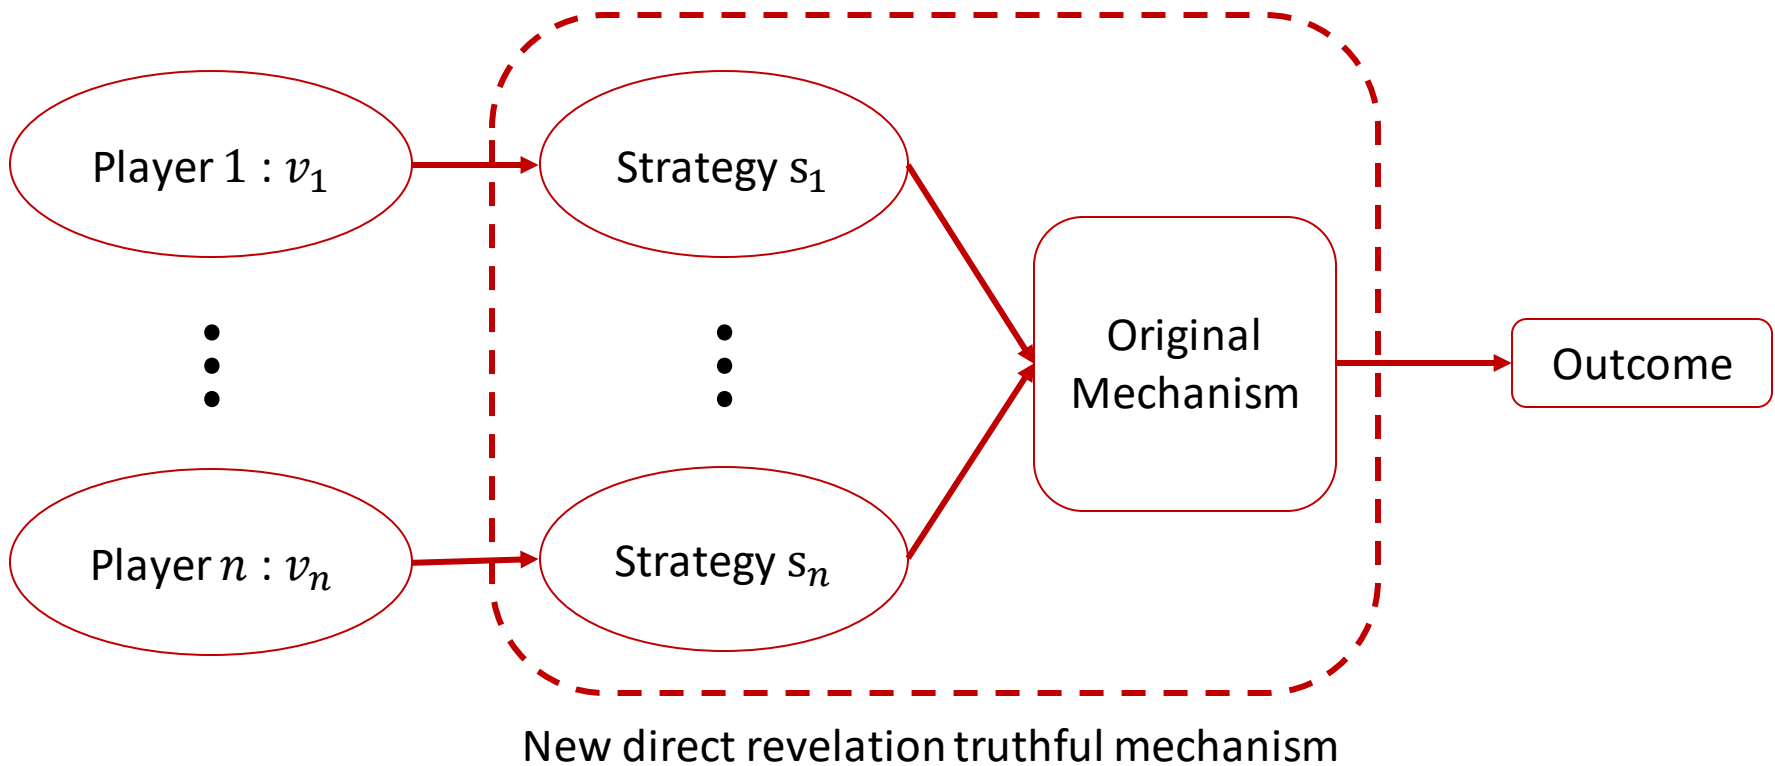 Player 1 : v₁
Strategy s₁
Original
Mechanism
Outcome
Player n : vₙ
Strategy sₙ
New direct revelation truthful mechanism